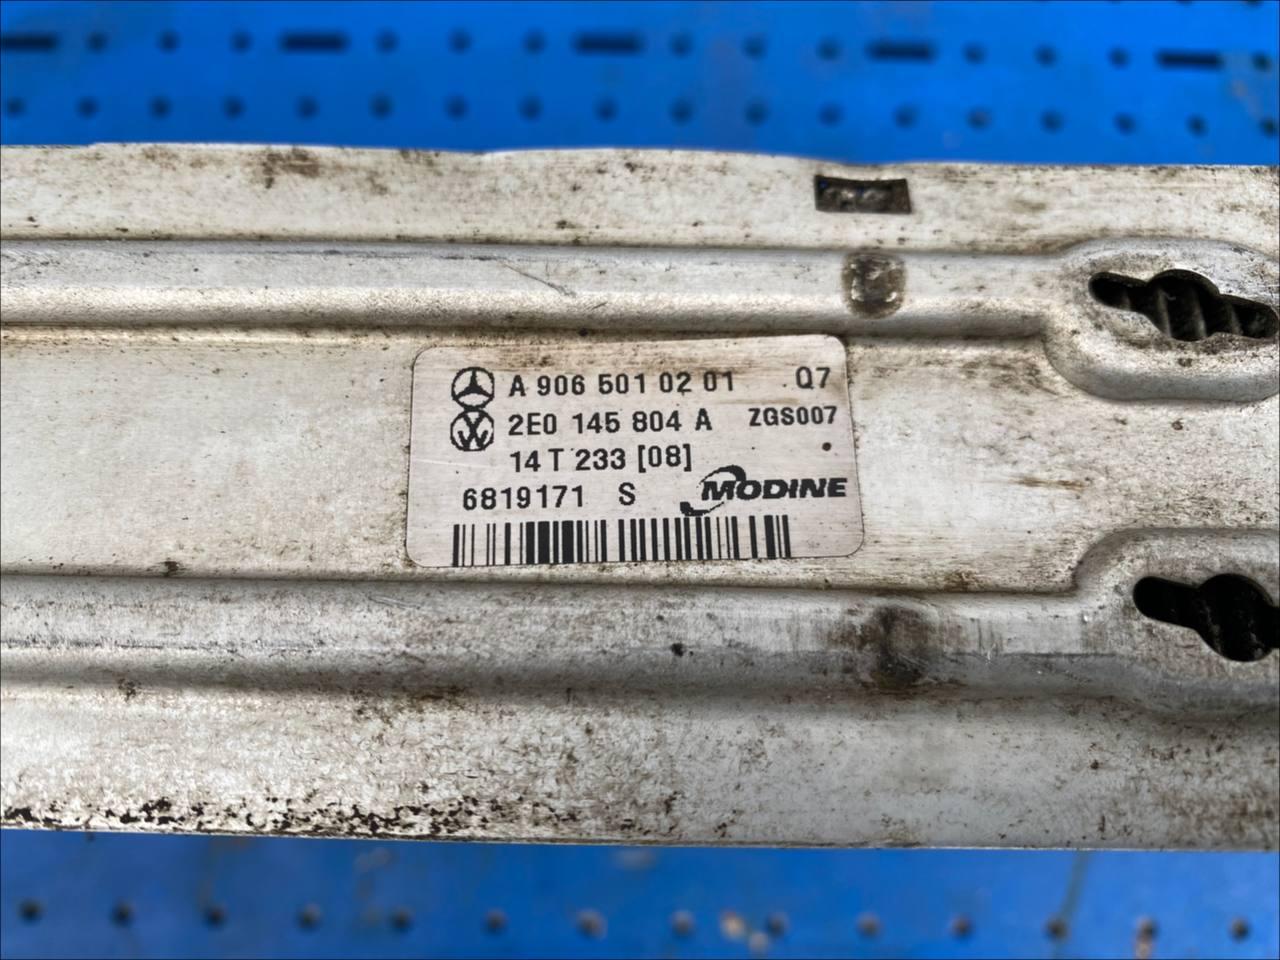 A 906 501 02 01 Q7
2E0 145 804 A ZGS007
14 T 233 [08]
6819171 S MODINE